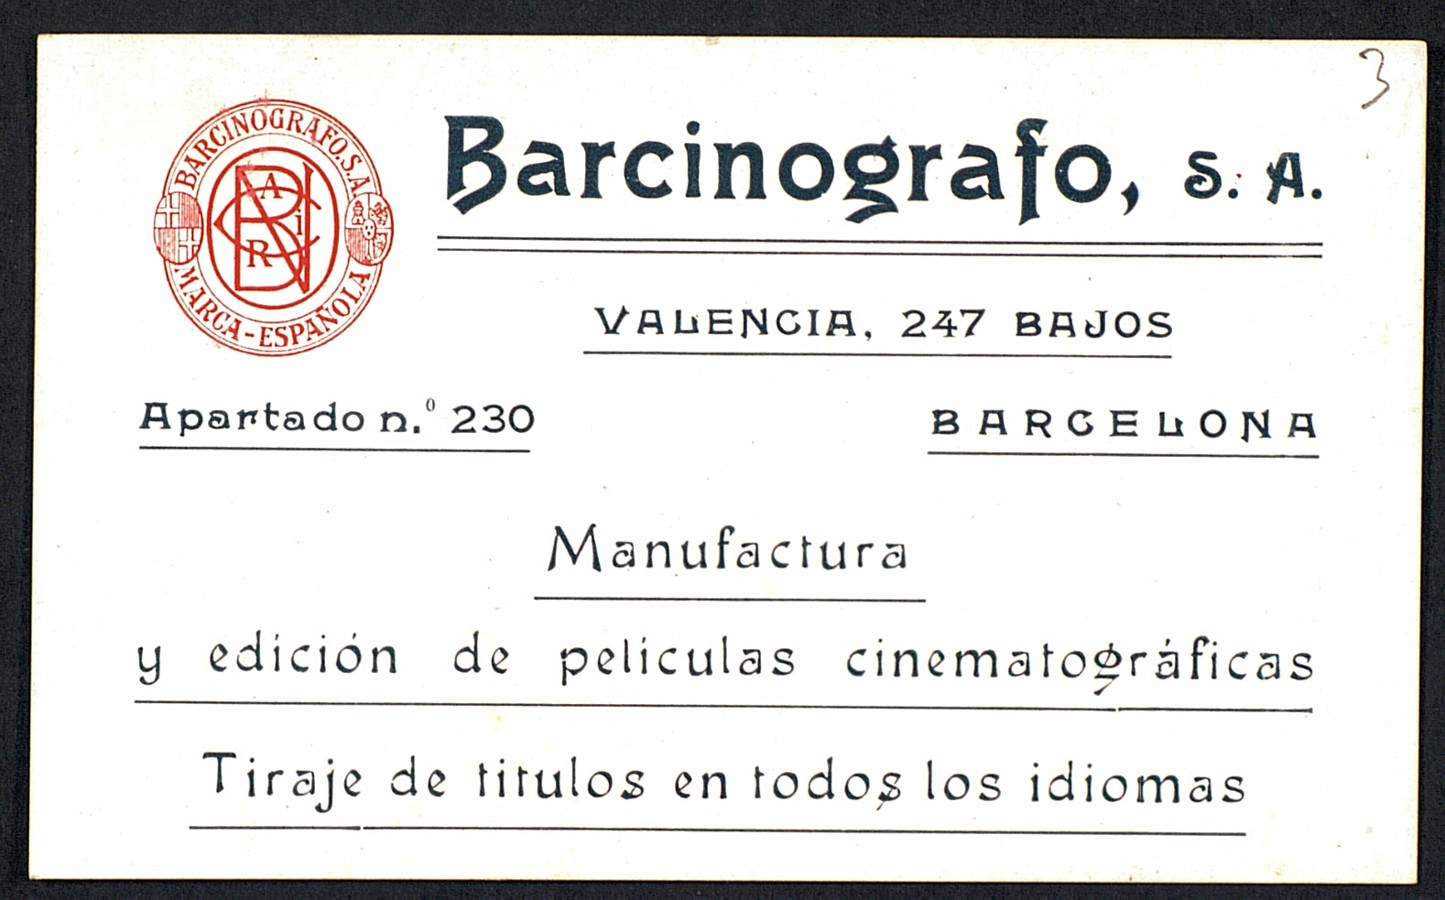 3
BARCINOGRAFO. S. A.
MARCA-ESPAÑOLA
Barcinografo, S. A.
VALENCIA, 247 BAJOS
Apartado n.º 230
BARCELONA
Manufactura
y edición de peliculas cinematográficas
Tiraje de titulos en todos los idiomas